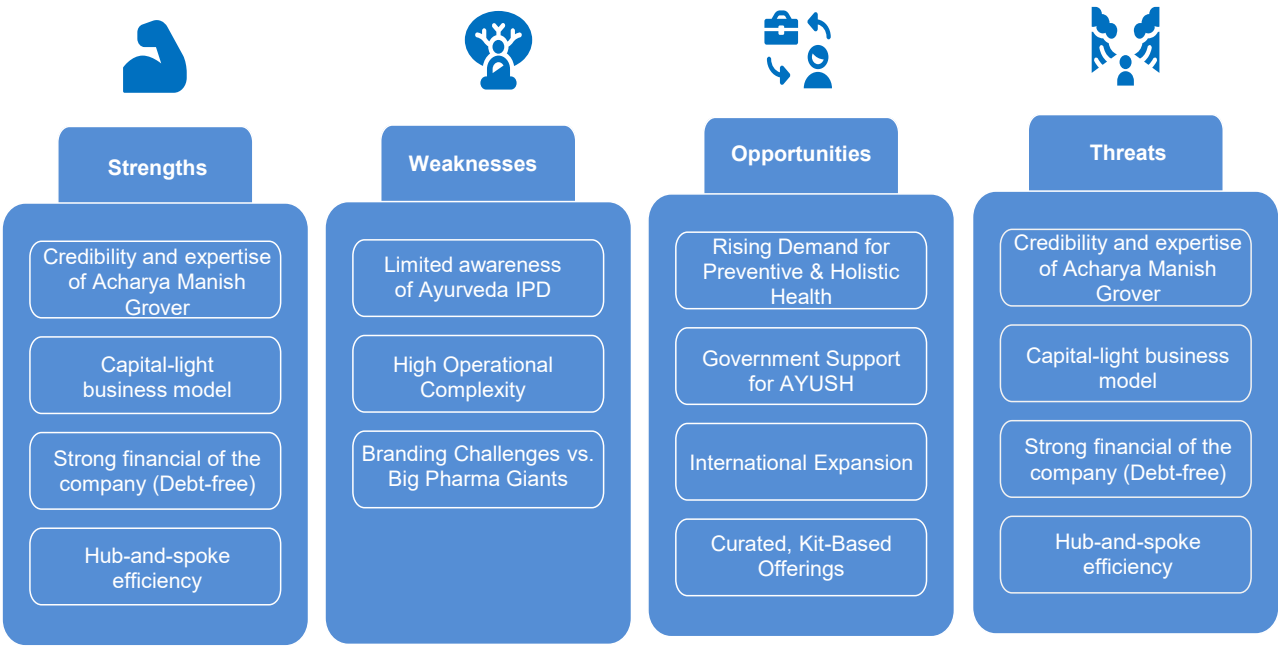 Strengths
Credibility and expertise
of Acharya Manish
Grover
Capital-light
business model
Strong financial of the
company (Debt-free)
Hub-and-spoke
efficiency
Weaknesses
Limited awareness
of Ayurveda IPD
High Operational
Complexity
Branding Challenges vs.
Big Pharma Giants
Opportunities
Rising Demand for
Preventive & Holistic
Health
Government Support
for AYUSH
International Expansion
Curated, Kit-Based
Offerings
Threats
Credibility and expertise
of Acharya Manish
Grover
Capital-light business
model
Strong financial of the
company (Debt-free)
Hub-and-spoke
efficiency